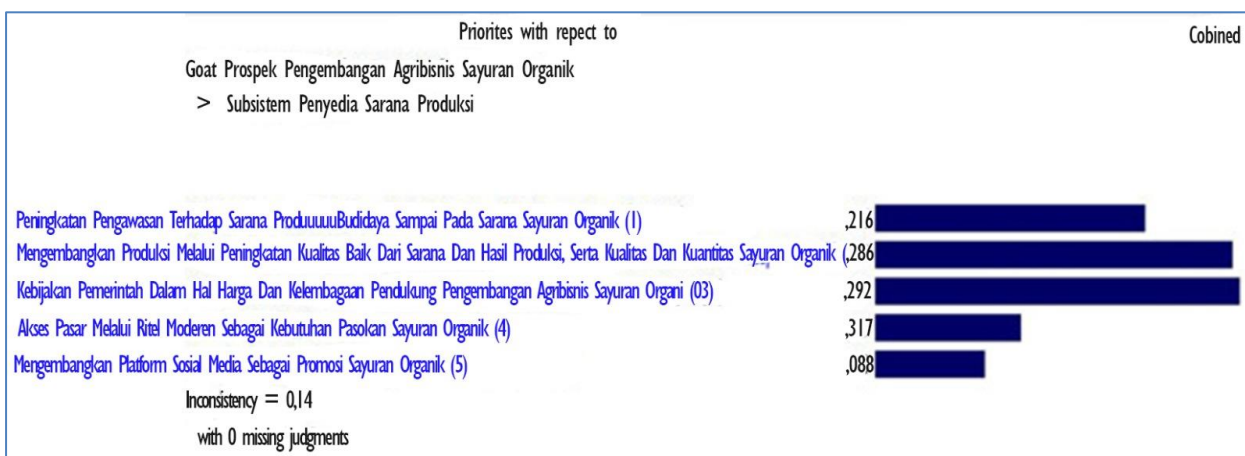 Priorites with repect to
Cobined
Goat Prospek Pengembangan Agribisnis Sayuran Organik
> Subsistem Penyedia Sarana Produksi
Peningkatan Pengawasan Terhadap Sarana ProduuuuuBudidaya Sampai Pada Sarana Sayuran Organik (1) ,216
Mengembangkan Produksi Melalui Peningkatan Kualitas Baik Dari Sarana Dan Hasil Produksi, Serta Kualitas Dan Kuantitas Sayuran Organik ( ,286
Kebijakan Pemerintah Dalam Hal Harga Dan Kelembagaan Pendukung Pengembangan Agribisnis Sayuran Organi (03) ,292
Akses Pasar Melalui Ritel Moderen Sebagai Kebutuhan Pasokan Sayuran Organik (4) ,317
Mengembangkan Platform Sosial Media Sebagai Promosi Sayuran Organik (5) ,088
Inconsistency = 0,14
with 0 missing judgments